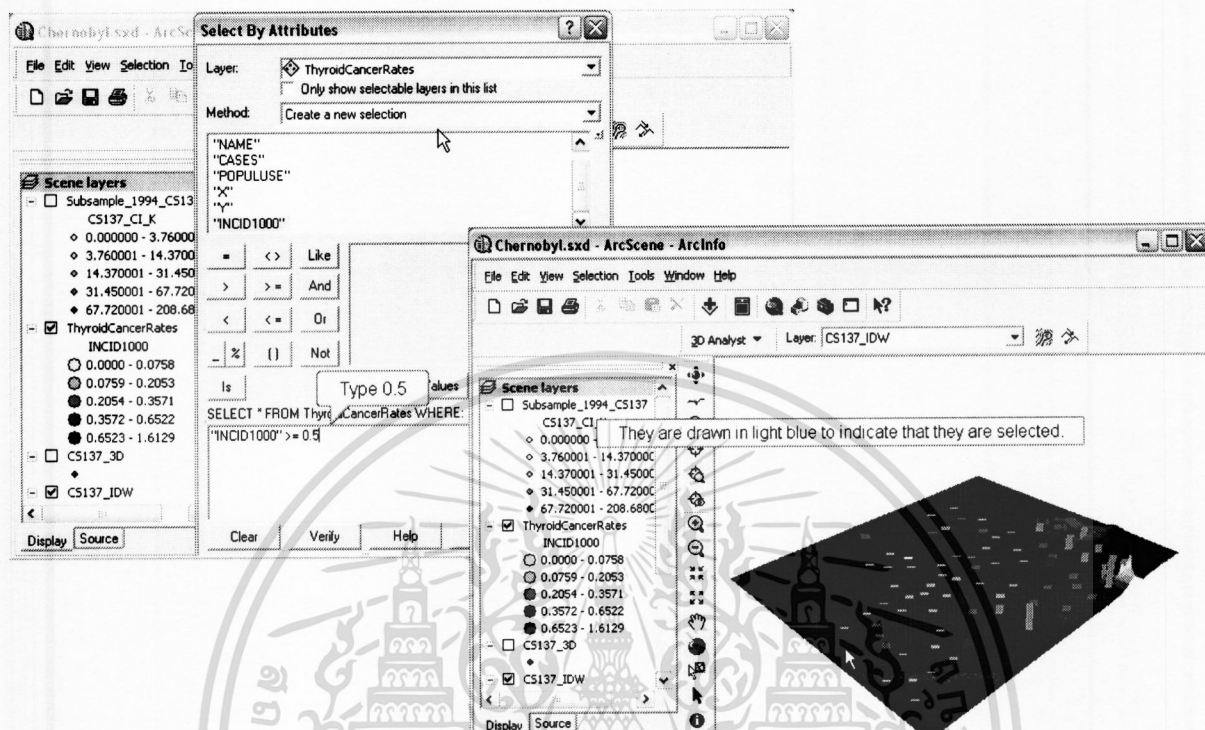 Chernobyl.sxd - ArcSc
File Edit View Selection To
Scene layers
Subsample_1994_CS13
CS137_CI_K
0.000000 - 3.76000
3.760001 - 14.3700
14.370001 - 31.450
31.450001 - 67.720
67.720001 - 208.68
ThyroidCancerRates
INCID1000
0.0000 - 0.0758
0.0759 - 0.2053
0.2054 - 0.3571
0.3572 - 0.6522
0.6523 - 1.6129
CS137_3D
CS137_IDW
Display Source
Select By Attributes
Layer: ThyroidCancerRates
Only show selectable layers in this list
Method: Create a new selection
"NAME"
"CASES"
"POPULUSE"
"X"
"Y"
"INCID1000"
= <> Like
> >= And
< <= Or
_ % () Not
Is
alues
Type 0.5
SELECT * FROM Thyro CancerRates WHERE:
"INCID1000" >= 0.5
Clear Verify Help
Chernobyl.sxd - ArcScene - ArcInfo
File Edit View Selection Tools Window Help
3D Analyst Layer: CS137_IDW
Scene layers
Subsample_1994_CS137
CS137_CI
They are drawn in light blue to indicate that they are selected.
0.000000 -
3.760001 - 14.37000
14.370001 - 31.4500
31.450001 - 67.7200
67.720001 - 208.680
ThyroidCancerRates
INCID1000
0.0000 - 0.0758
0.0759 - 0.2053
0.2054 - 0.3571
0.3572 - 0.6522
0.6523 - 1.6129
CS137_3D
CS137_IDW
Display Source